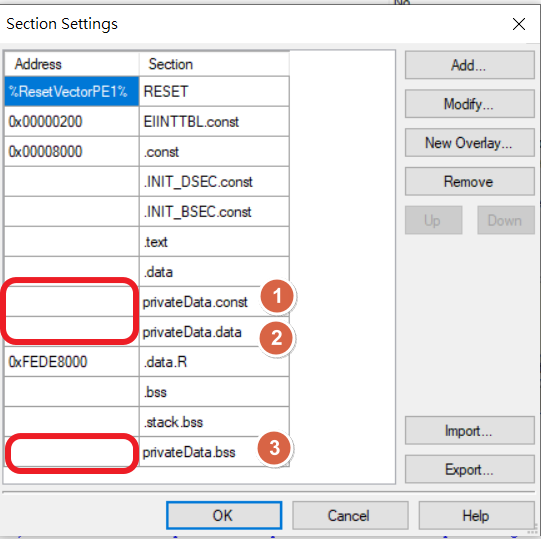 Section Settings
Address Section
%ResetVectorPE1% RESET
0x00000200 EIINTTBL.const
0x00008000 .const
.INIT_DSEC.const
.INIT_BSEC.const
.text
.data
privateData.const 1
privateData.data 2
0xFEDE8000 .data.R
.bss
.stack.bss
privateData.bss 3
Add...
Modify...
New Overlay...
Remove
Up Down
Import...
Export...
OK Cancel Help